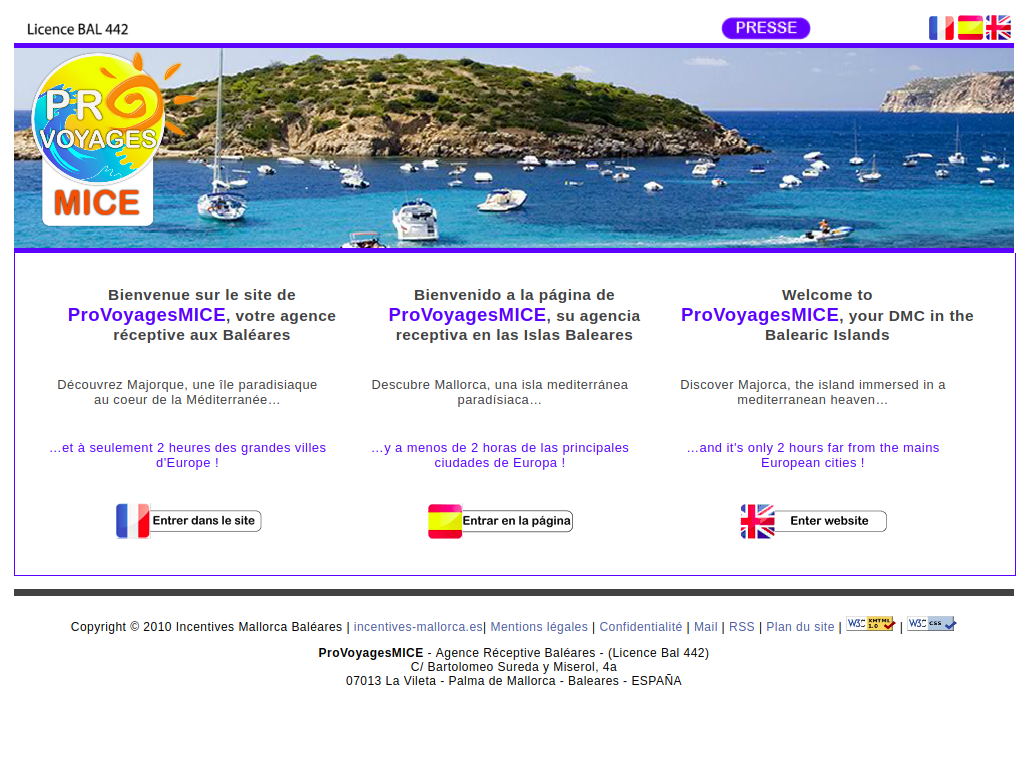 Licence BAL 442
PRESSE
PRO
VOYAGES
MICE
Bienvenue sur le site de
ProVoyagesMICE, votre agence
réceptive aux Baléares
Découvrez Majorque, une île paradisiaque
au coeur de la Méditerranée…
…et à seulement 2 heures des grandes villes
d'Europe !
Entrer dans le site
Bienvenido a la página de
ProVoyagesMICE, su agencia
receptiva en las Islas Baleares
Descubre Mallorca, una isla mediterránea
paradísiaca…
…y a menos de 2 horas de las principales
ciudades de Europa !
Entrar en la página
Welcome to
ProVoyagesMICE, your DMC in the
Balearic Islands
Discover Majorca, the island immersed in a
mediterranean heaven…
…and it's only 2 hours far from the mains
European cities !
Enter website
Copyright © 2010 Incentives Mallorca Baléares | incentives-mallorca.es| Mentions légales | Confidentialité | Mail | RSS | Plan du site | W3C XHTML 1.0 | W3C CSS
ProVoyagesMICE - Agence Réceptive Baléares - (Licence Bal 442)
C/ Bartolomeo Sureda y Miserol, 4a
07013 La Vileta - Palma de Mallorca - Baleares - ESPAÑA